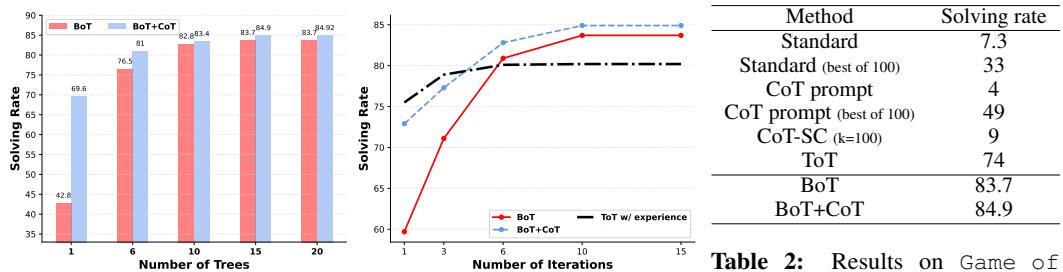 90
85
80
75
70
65
60
55
50
45
40
35
Solving Rate
BoT
BoT+CoT
42.8
69.6
76.5
81
82.8
83.4
83.7
84.9
83.7
84.92
1
6
10
15
20
Number of Trees
85
80
75
70
65
60
Solving Rate
BoT
BoT+CoT
ToT w/ experience
1
3
6
10
15
Number of Iterations
Method Solving rate
Standard 7.3
Standard (best of 100) 33
CoT prompt 4
CoT prompt (best of 100) 49
CoT-SC (k=100) 9
ToT 74
BoT 83.7
BoT+CoT 84.9
Table 2: Results on Game of